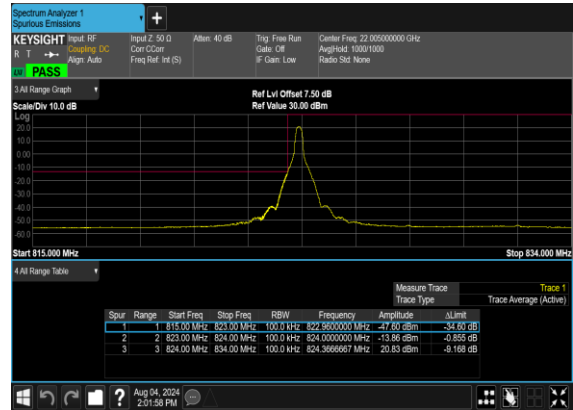 Spectrum Analyzer 1
Spurious Emissions
KEYSIGHT
R T
Input: RF
Coupling: DC
Align: Auto
Input Z: 50 Ω
Corr CCorr
Freq Ref: Int (S)
Atten: 40 dB
Trig: Free Run
Gate: Off
IF Gain: Low
Center Freq: 22.005000000 GHz
Avg|Hold: 1000/1000
Radio Std: None
PASS
3 All Range Graph
Scale/Div 10.0 dB
Ref Lvl Offset 7.50 dB
Ref Value 30.00 dBm
Log
20.0
10.0
0.00
-10.0
-20.0
-30.0
-40.0
-50.0
-60.0
Start 815.000 MHz
Stop 834.000 MHz
4 All Range Table
Measure Trace Trace 1
Trace Type Trace Average (Active)
Spur Range Start Freq Stop Freq RBW Frequency Amplitude ΔLimit
1 1 815.00 MHz 823.00 MHz 100.0 kHz 822.9600000 MHz -47.60 dBm -34.60 dB
2 2 823.00 MHz 824.00 MHz 100.0 kHz 824.0000000 MHz -13.86 dBm -0.855 dB
3 3 824.00 MHz 834.00 MHz 100.0 kHz 824.3666667 MHz 20.83 dBm -9.168 dB
?
Aug 04, 2024
2:01:58 PM